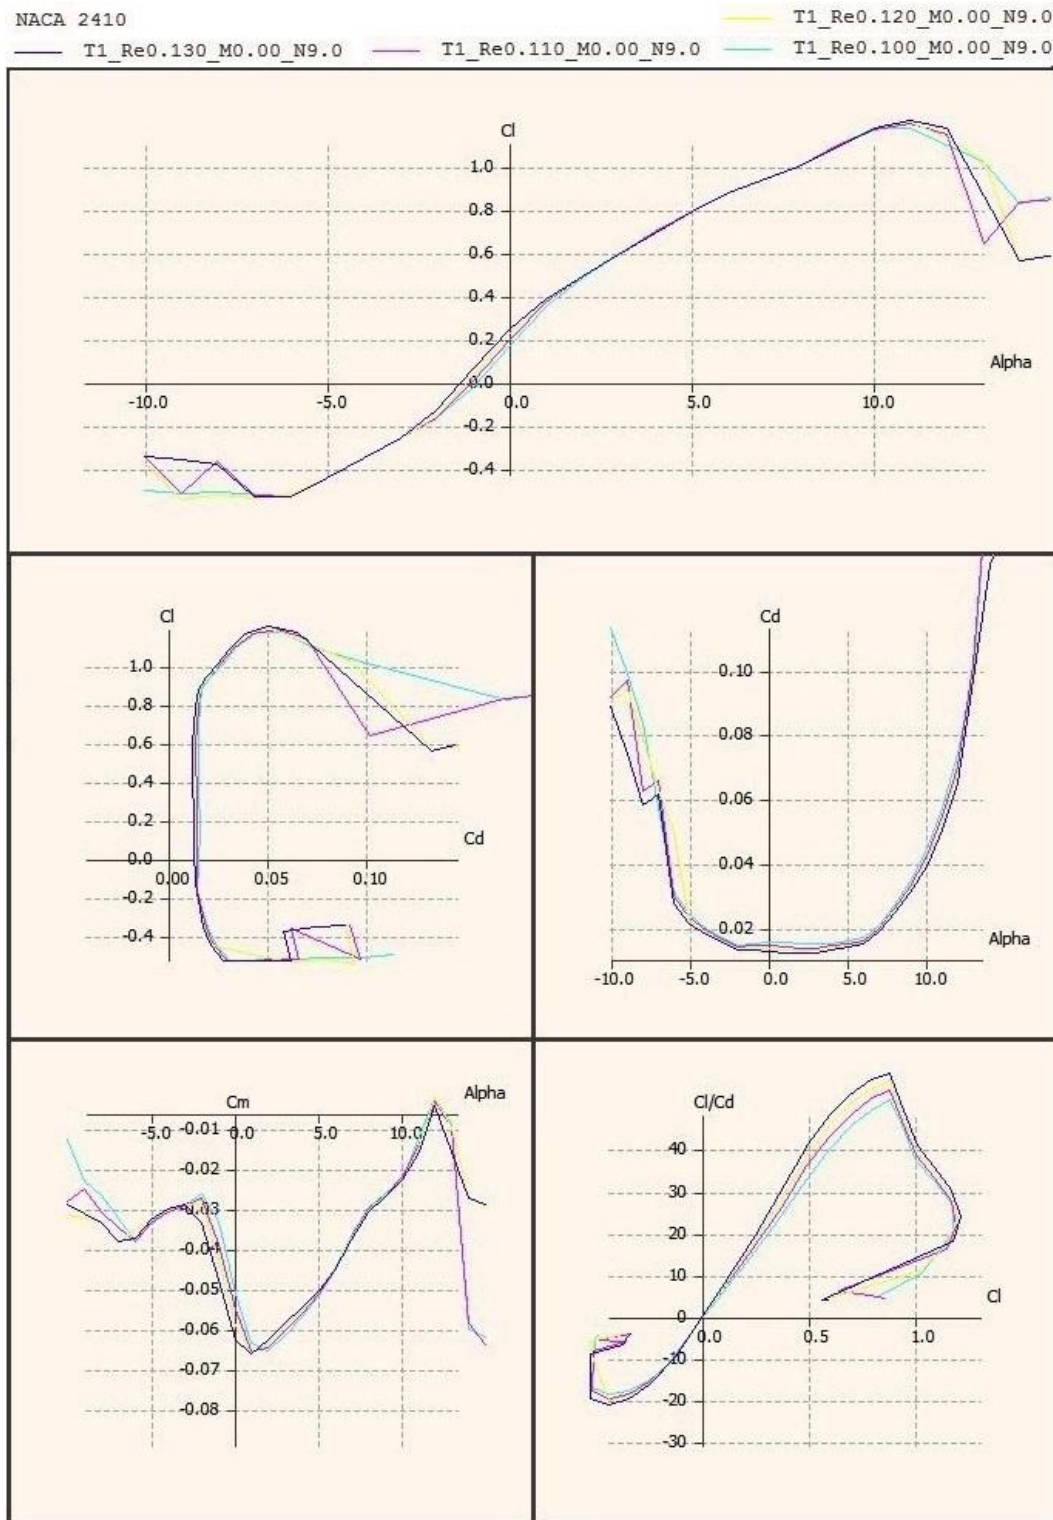 NACA 2410
T1_Re0.120_M0.00_N9.0
T1_Re0.130_M0.00_N9.0 T1_Re0.110_M0.00_N9.0 T1_Re0.100_M0.00_N9.0
Cl
1.0
0.8
0.6
0.4
0.2
Alpha
0.0
-10.0 -5.0 0.0 5.0 10.0
-0.2
-0.4
Cl
1.0
0.8
0.6
0.4
0.2
Cd
0.0
0.00 0.05 0.10
-0.2
-0.4
Cd
0.10
0.08
0.06
0.04
0.02
Alpha
-10.0 -5.0 0.0 5.0 10.0
Cm Alpha
-5.0 -0.01 0.0 5.0 10.0
-0.02
-0.03
-0.04
-0.05
-0.06
-0.07
-0.08
Cl/Cd
40
30
20
10
Cl
0
0.0 0.5 1.0
-10
-20
-30